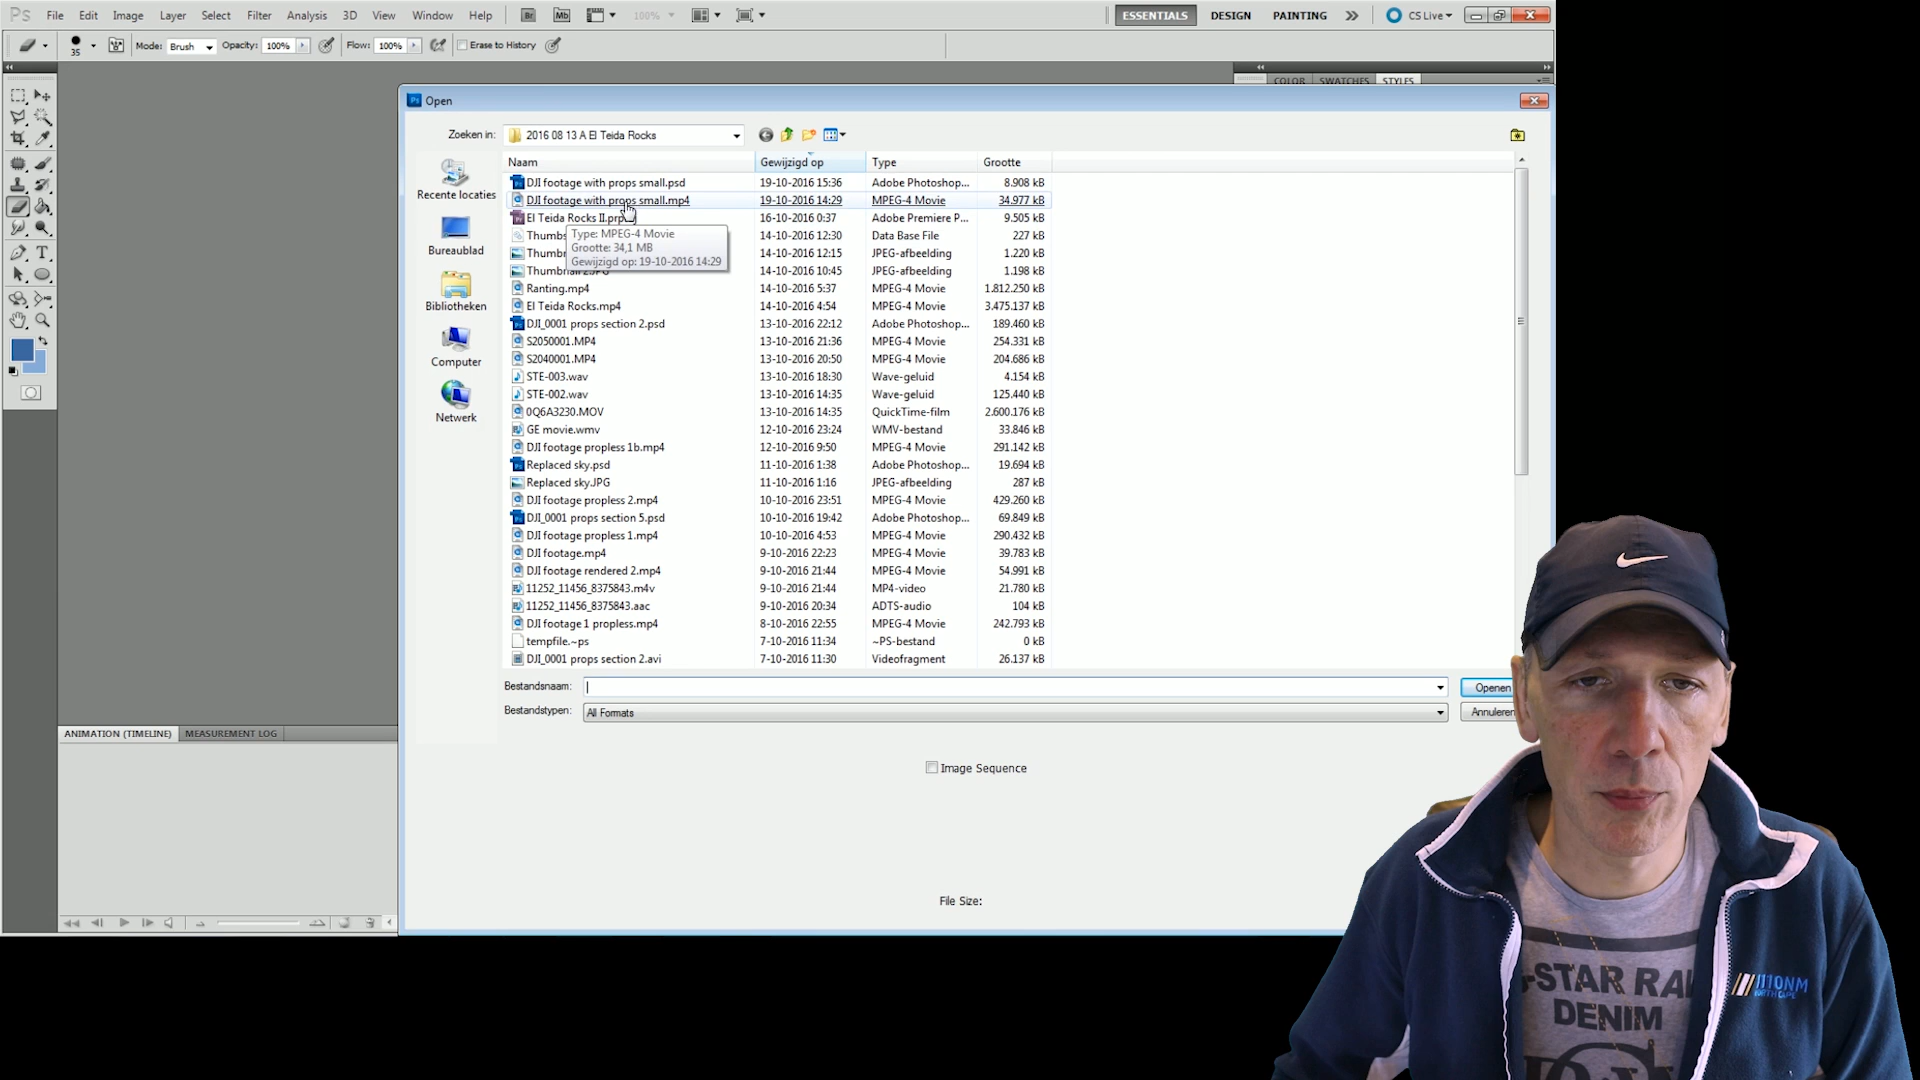 Ps File Edit Image Layer Select Filter Analysis 3D View Window Help Br Mb 100% ESSENTIALS DESIGN PAINTING CS Live
35 Mode: Brush Opacity: 100% Flow: 100% Erase to History
COLOR SWATCHES STYLES
Ps Open
Zoeken in: 2016 08 13 A El Teida Rocks
Naam Gewijzigd op Type Grootte
DJI footage with props small.psd 19-10-2016 15:36 Adobe Photoshop... 8.908 kB
DJI footage with props small.mp4 19-10-2016 14:29 MPEG-4 Movie 34.977 kB
El Teida Rocks II.prp 16-10-2016 0:37 Adobe Premiere P... 9.505 kB
Thumbs 14-10-2016 12:30 Data Base File 227 kB
Thumb 14-10-2016 12:15 JPEG-afbeelding 1.220 kB
Thumbnail 2.JPG 14-10-2016 10:45 JPEG-afbeelding 1.198 kB
Type: MPEG-4 Movie
Grootte: 34,1 MB
Gewijzigd op: 19-10-2016 14:29
Ranting.mp4 14-10-2016 5:37 MPEG-4 Movie 1.812.250 kB
El Teida Rocks.mp4 14-10-2016 4:54 MPEG-4 Movie 3.475.137 kB
DJI_0001 props section 2.psd 13-10-2016 22:12 Adobe Photoshop... 189.460 kB
S2050001.MP4 13-10-2016 21:36 MPEG-4 Movie 254.331 kB
S2040001.MP4 13-10-2016 20:50 MPEG-4 Movie 204.686 kB
STE-003.wav 13-10-2016 18:30 Wave-geluid 4.154 kB
STE-002.wav 13-10-2016 14:35 Wave-geluid 125.440 kB
0Q6A3230.MOV 13-10-2016 14:35 QuickTime-film 2.600.176 kB
GE movie.wmv 12-10-2016 23:24 WMV-bestand 33.846 kB
DJI footage propless 1b.mp4 12-10-2016 9:50 MPEG-4 Movie 291.142 kB
Replaced sky.psd 11-10-2016 1:38 Adobe Photoshop... 19.694 kB
Replaced sky.JPG 11-10-2016 1:16 JPEG-afbeelding 287 kB
DJI footage propless 2.mp4 10-10-2016 23:51 MPEG-4 Movie 429.260 kB
DJI_0001 props section 5.psd 10-10-2016 19:42 Adobe Photoshop... 69.849 kB
DJI footage propless 1.mp4 10-10-2016 4:53 MPEG-4 Movie 290.432 kB
DJI footage.mp4 9-10-2016 22:23 MPEG-4 Movie 39.783 kB
DJI footage rendered 2.mp4 9-10-2016 21:44 MPEG-4 Movie 54.991 kB
11252_11456_8375843.m4v 9-10-2016 21:44 MP4-video 21.780 kB
11252_11456_8375843.aac 9-10-2016 20:34 ADTS-audio 104 kB
DJI footage 1 propless.mp4 8-10-2016 22:55 MPEG-4 Movie 242.793 kB
tempfile.~ps 7-10-2016 11:34 ~PS-bestand 0 kB
DJI_0001 props section 2.avi 7-10-2016 11:30 Videofragment 26.137 kB
Recente locaties
Bureaublad
Bibliotheken
Computer
Netwerk
Bestandsnaam: Openen
Bestandstypen: All Formats Annuleren
Image Sequence
File Size:
ANIMATION (TIMELINE) MEASUREMENT LOG
-STAR RA
DENIM
110NM
NORTH CAPE